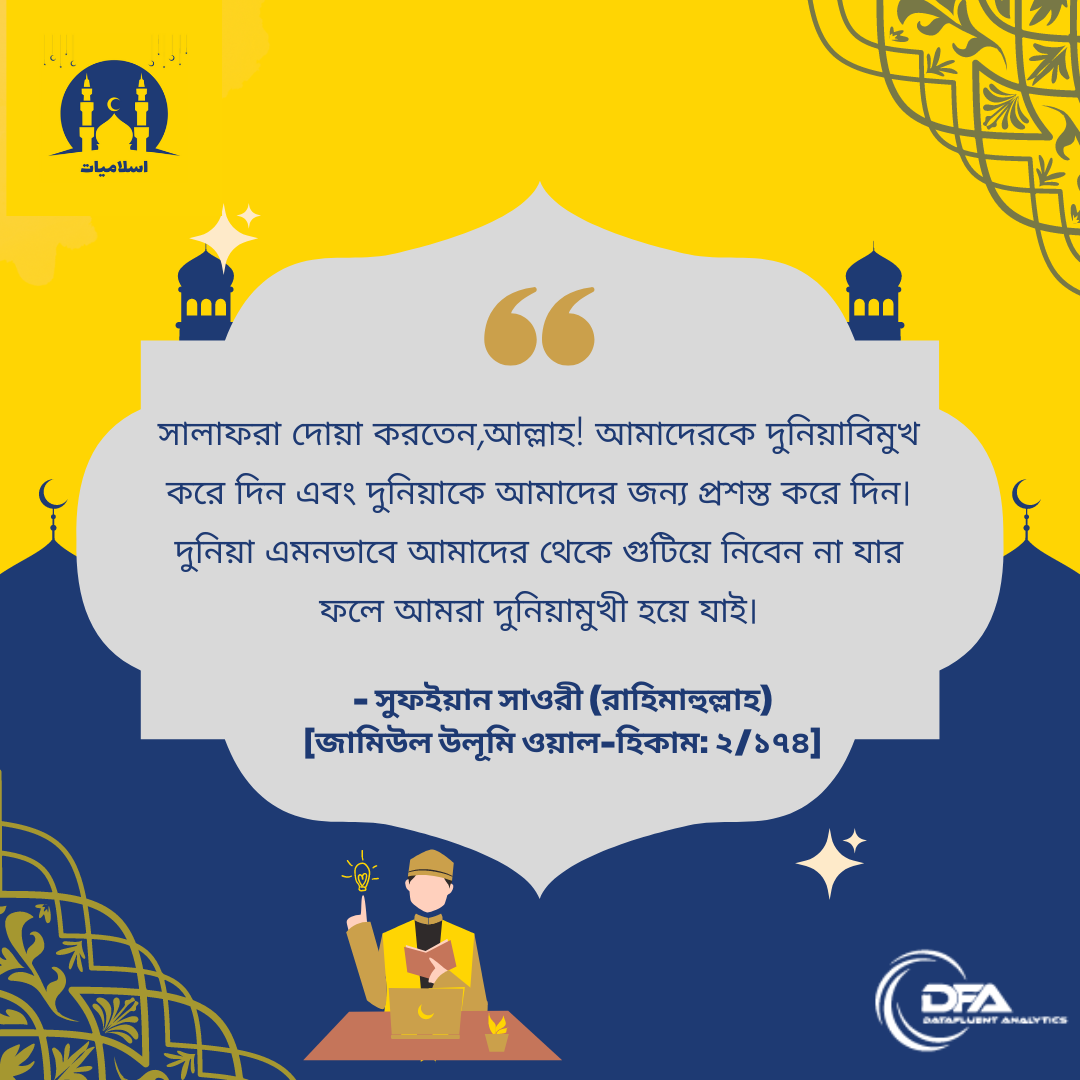 اسلامیات
সালাফরা দোয়া করতেন,আল্লাহ! আমাদেরকে দুনিয়াবিমুখ
করে দিন এবং দুনিয়াকে আমাদের জন্য প্রশস্ত করে দিন।
দুনিয়া এমনভাবে আমাদের থেকে গুটিয়ে নিবেন না যার
ফলে আমরা দুনিয়ামুখী হয়ে যাই।
- সুফইয়ান সাওরী (রাহিমাহুল্লাহ)
[জামিউল উলূমি ওয়াল-হিকাম: ২/১৭৪]
DFA
DATAFLUENT ANALYTICS